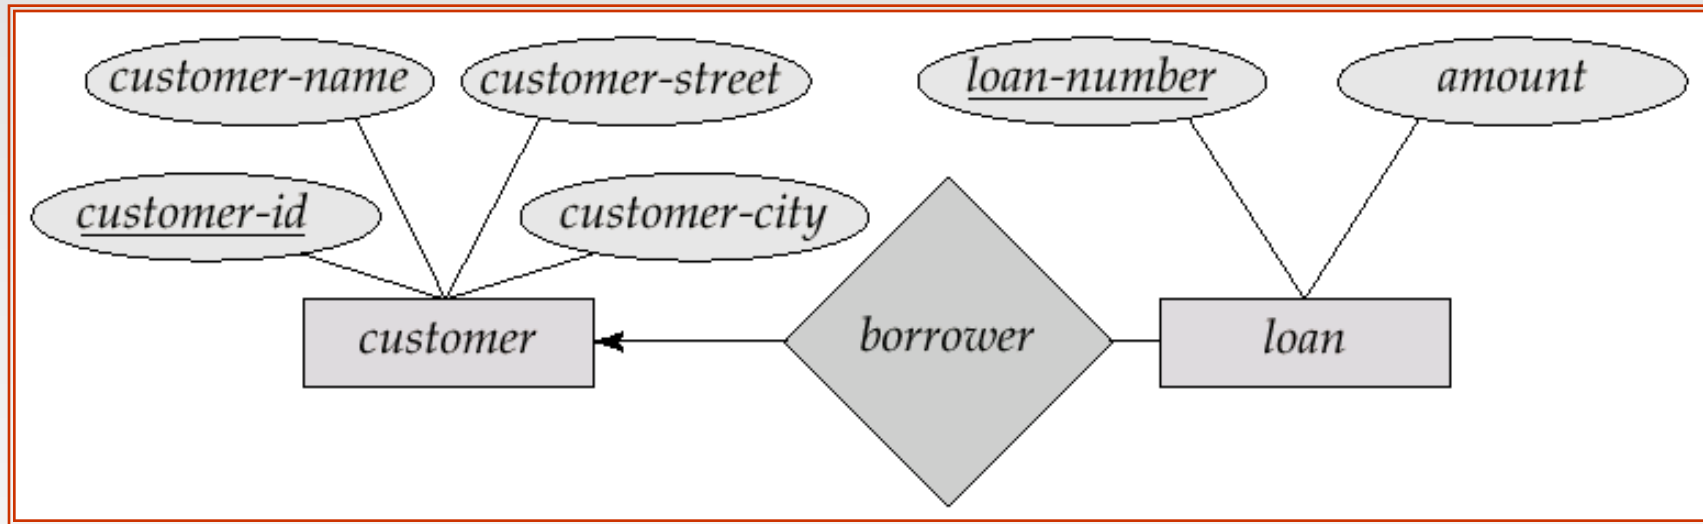 customer-name
customer-street
loan-number
amount
customer-id
customer-city
customer
borrower
loan